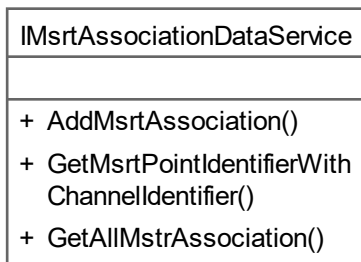 IMsrtAssociationDataService
+ AddMsrtAssociation()
+ GetMsrtPointIdentifierWith
ChannelIdentifier()
+ GetAllMstrAssociation()